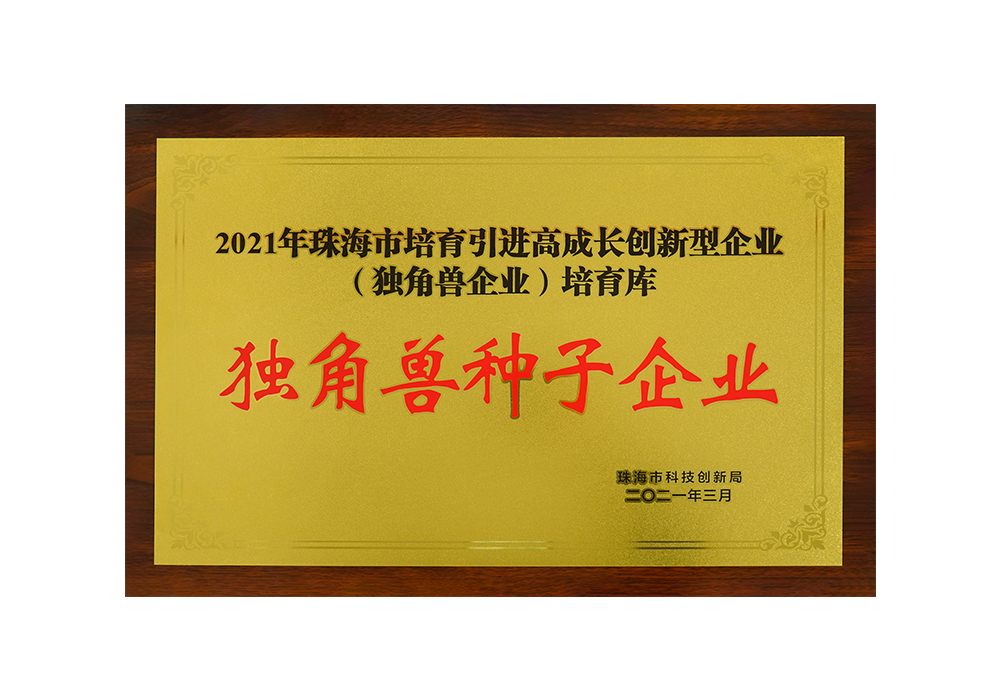 2021年珠海市培育引进高成长创新型企业
（独角兽企业）培育库
独角兽种子企业
珠海市科技创新局
二〇二一年三月